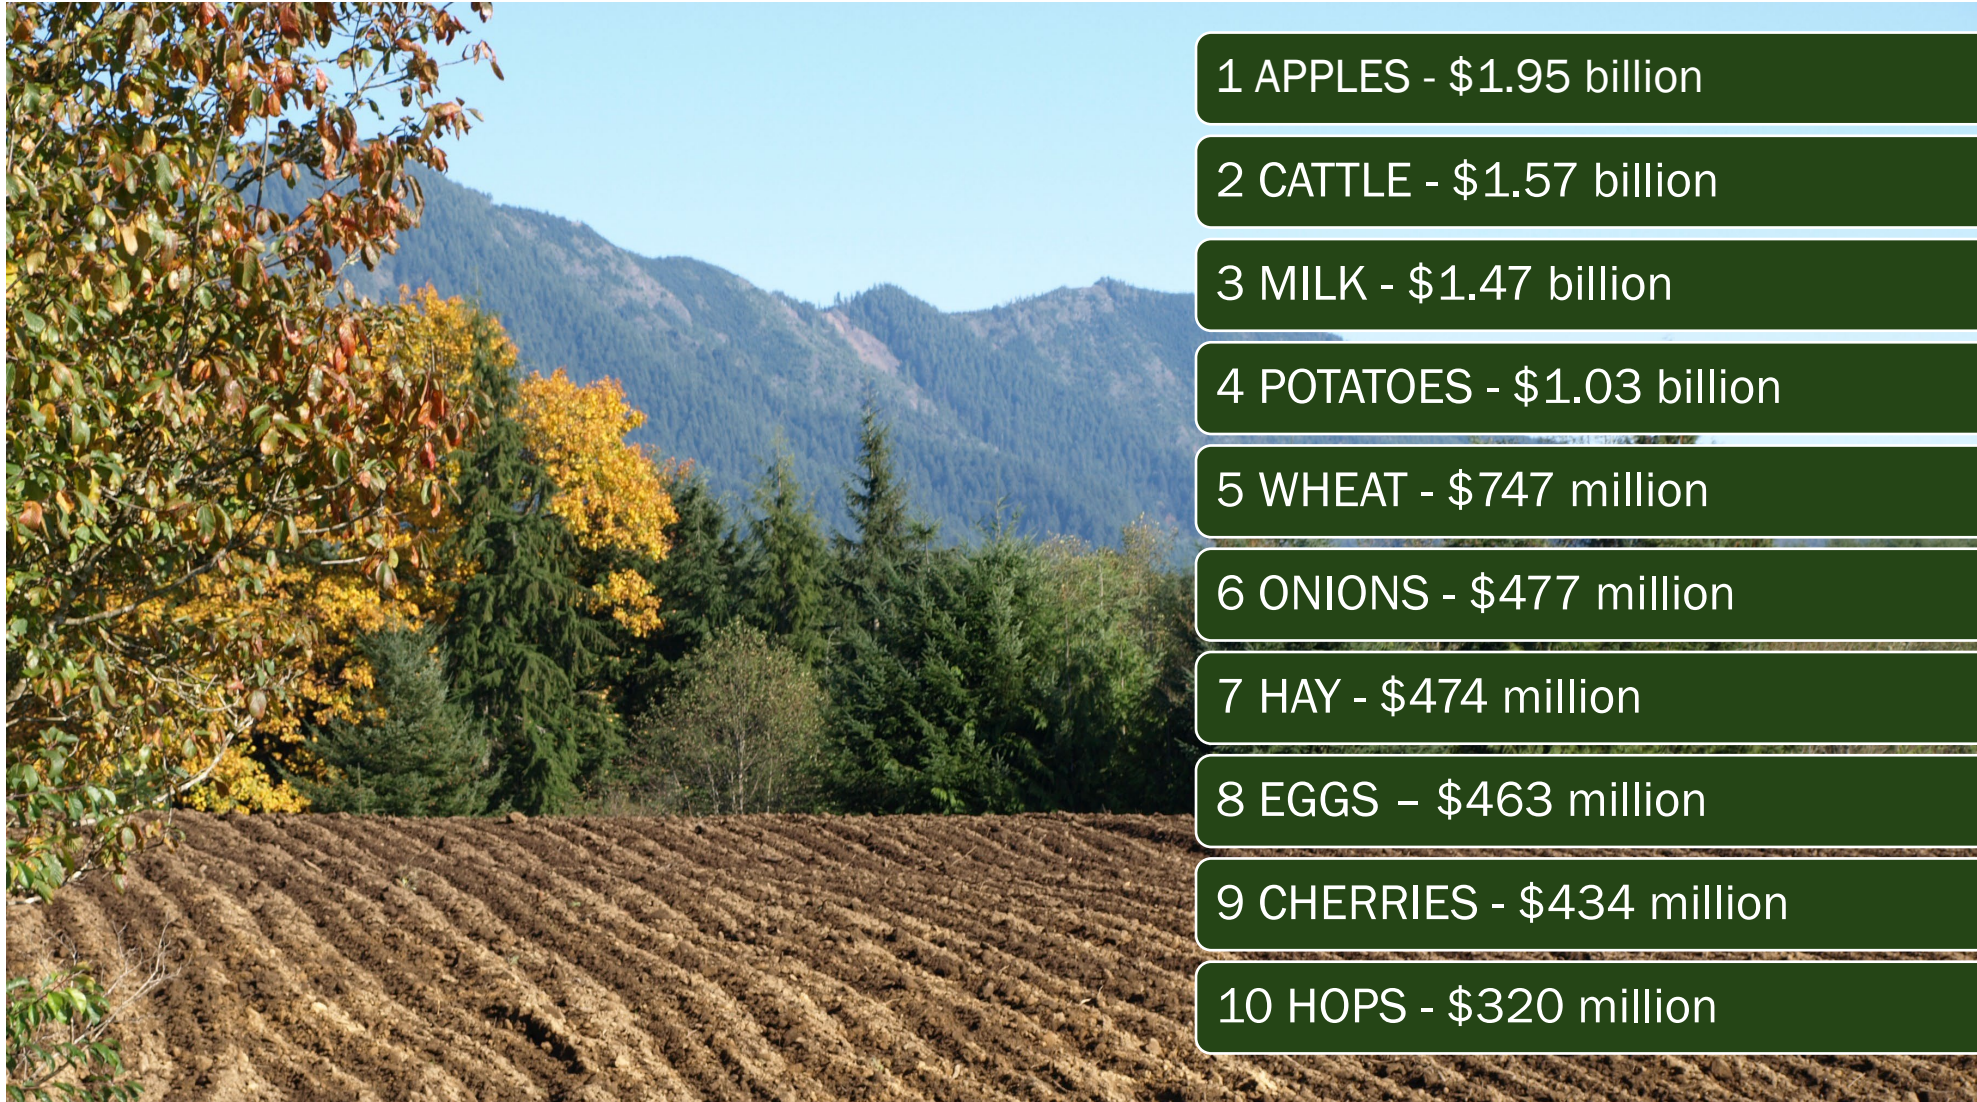 1 APPLES - $1.95 billion
2 CATTLE - $1.57 billion
3 MILK - $1.47 billion
4 POTATOES - $1.03 billion
5 WHEAT - $747 million
6 ONIONS - $477 million
7 HAY - $474 million
8 EGGS – $463 million
9 CHERRIES - $434 million
10 HOPS - $320 million